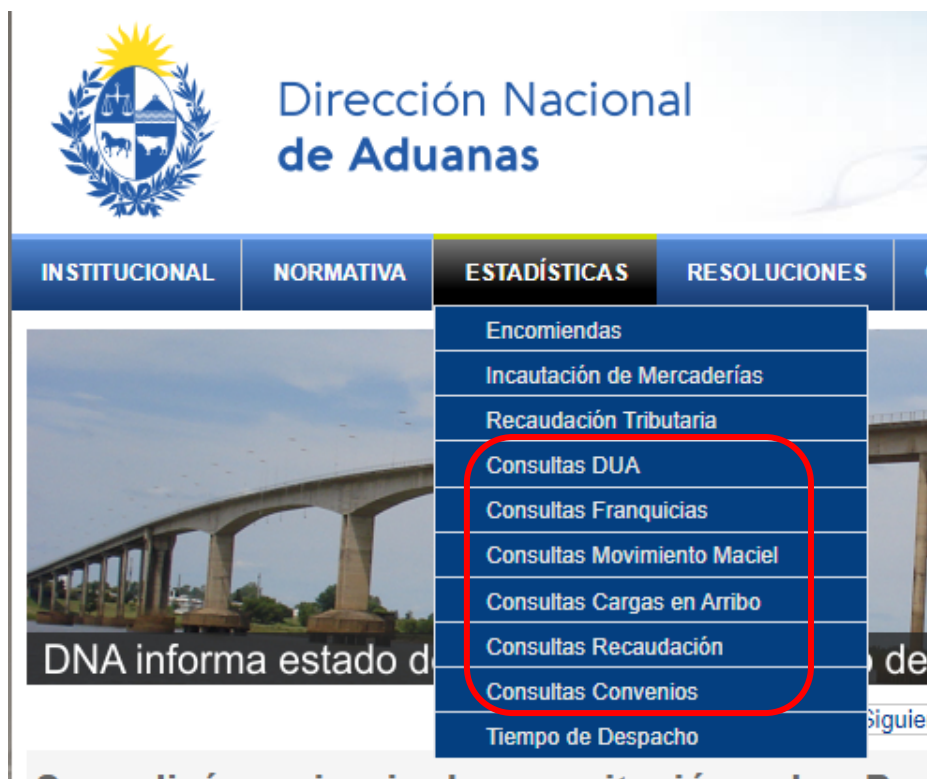 Dirección Nacional
de Aduanas
INSTITUCIONAL NORMATIVA ESTADÍSTICAS RESOLUCIONES
Encomiendas
Incautación de Mercaderías
Recaudación Tributaria
Consultas DUA
Consultas Franquicias
Consultas Movimiento Maciel
Consultas Cargas en Arribo
Consultas Recaudación
Consultas Convenios
Tiempo de Despacho
DNA informa estado